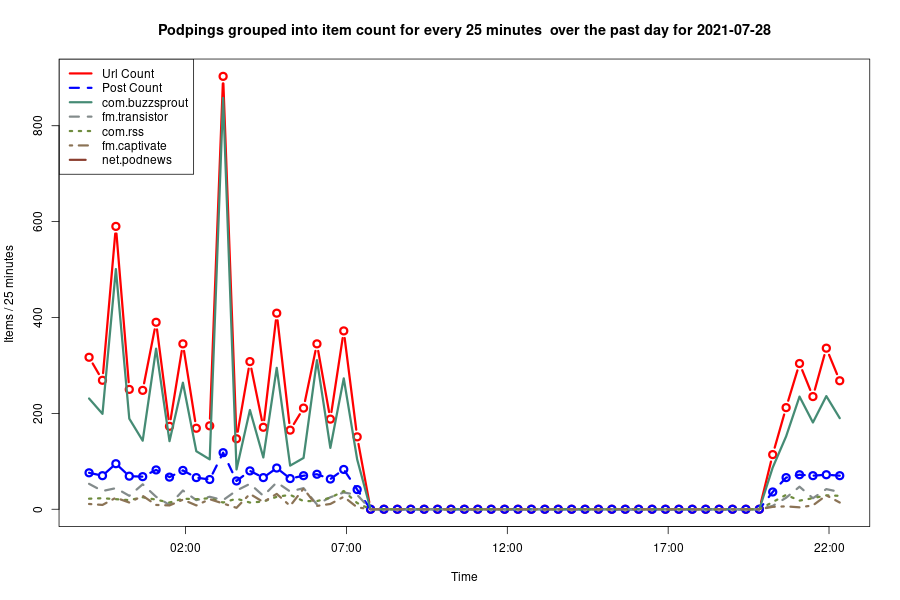 Podpings grouped into item count for every 25 minutes  over the past day for 2021-07-28
Url Count
Post Count
com.buzzsprout
fm.transistor
com.rss
fm.captivate
net.podnews
Items / 25 minutes
800
600
400
200
0
02:00
07:00
12:00
17:00
22:00
Time